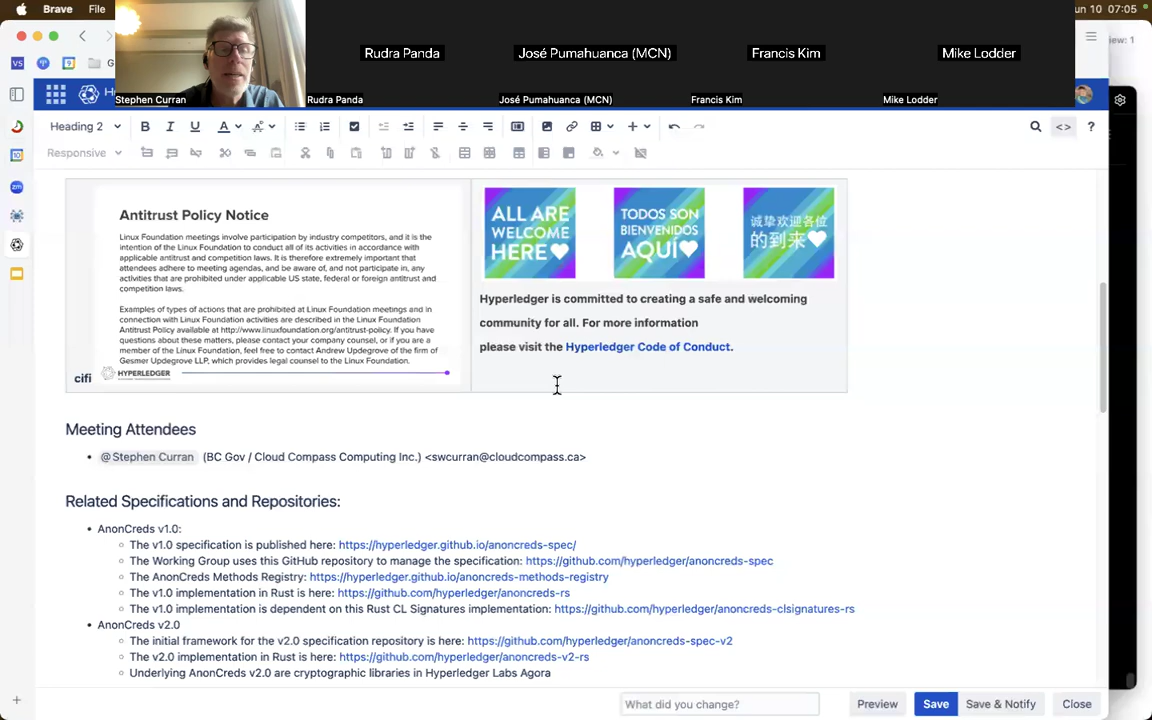 Brave File
un 10 07:05
Rudra Panda
José Pumahuanca (MCN)
Francis Kim
Mike Lodder
Stephen Curran
Rudra Panda
José Pumahuanca (MCN)
Francis Kim
Mike Lodder
iew: 1
Heading 2
Responsive
Antitrust Policy Notice
Linux Foundation meetings involve participation by industry competitors, and it is the
intention of the Linux Foundation to conduct all of its activities in accordance with
applicable antitrust and competition laws. It is therefore extremely important that
attendees adhere to meeting agendas, and be aware of, and not participate in, any
activities that are prohibited under applicable US state, federal or foreign antitrust and
competition laws.
Examples of types of actions that are prohibited at Linux Foundation meetings and in
connection with Linux Foundation activities are described in the Linux Foundation
Antitrust Policy available at http://www.linuxfoundation.org/antitrust-policy. If you have
questions about these matters, please contact your company counsel, or if you are a
member of the Linux Foundation, feel free to contact Andrew Updegrove of the firm of
Gesmer Updegrove LLP, which provides legal counsel to the Linux Foundation.
cifi
HYPERLEDGER
ALL ARE
WELCOME
HERE
TODOS SON
BIENVENIDOS
AQUÍ
诚挚欢迎各位
的到来
Hyperledger is committed to creating a safe and welcoming
community for all. For more information
please visit the Hyperledger Code of Conduct.
Meeting Attendees
• @Stephen Curran (BC Gov / Cloud Compass Computing Inc.) <swcurran@cloudcompass.ca>
Related Specifications and Repositories:
• AnonCreds v1.0:
The v1.0 specification is published here: https://hyperledger.github.io/anoncreds-spec/
The Working Group uses this GitHub repository to manage the specification: https://github.com/hyperledger/anoncreds-spec
The AnonCreds Methods Registry: https://hyperledger.github.io/anoncreds-methods-registry
The v1.0 implementation in Rust is here: https://github.com/hyperledger/anoncreds-rs
The v1.0 implementation is dependent on this Rust CL Signatures implementation: https://github.com/hyperledger/anoncreds-clsignatures-rs
• AnonCreds v2.0
The initial framework for the v2.0 specification repository is here: https://github.com/hyperledger/anoncreds-spec-v2
The v2.0 implementation in Rust is here: https://github.com/hyperledger/anoncreds-v2-rs
Underlying AnonCreds v2.0 are cryptographic libraries in Hyperledger Labs Agora
What did you change?
Preview
Save
Save & Notify
Close